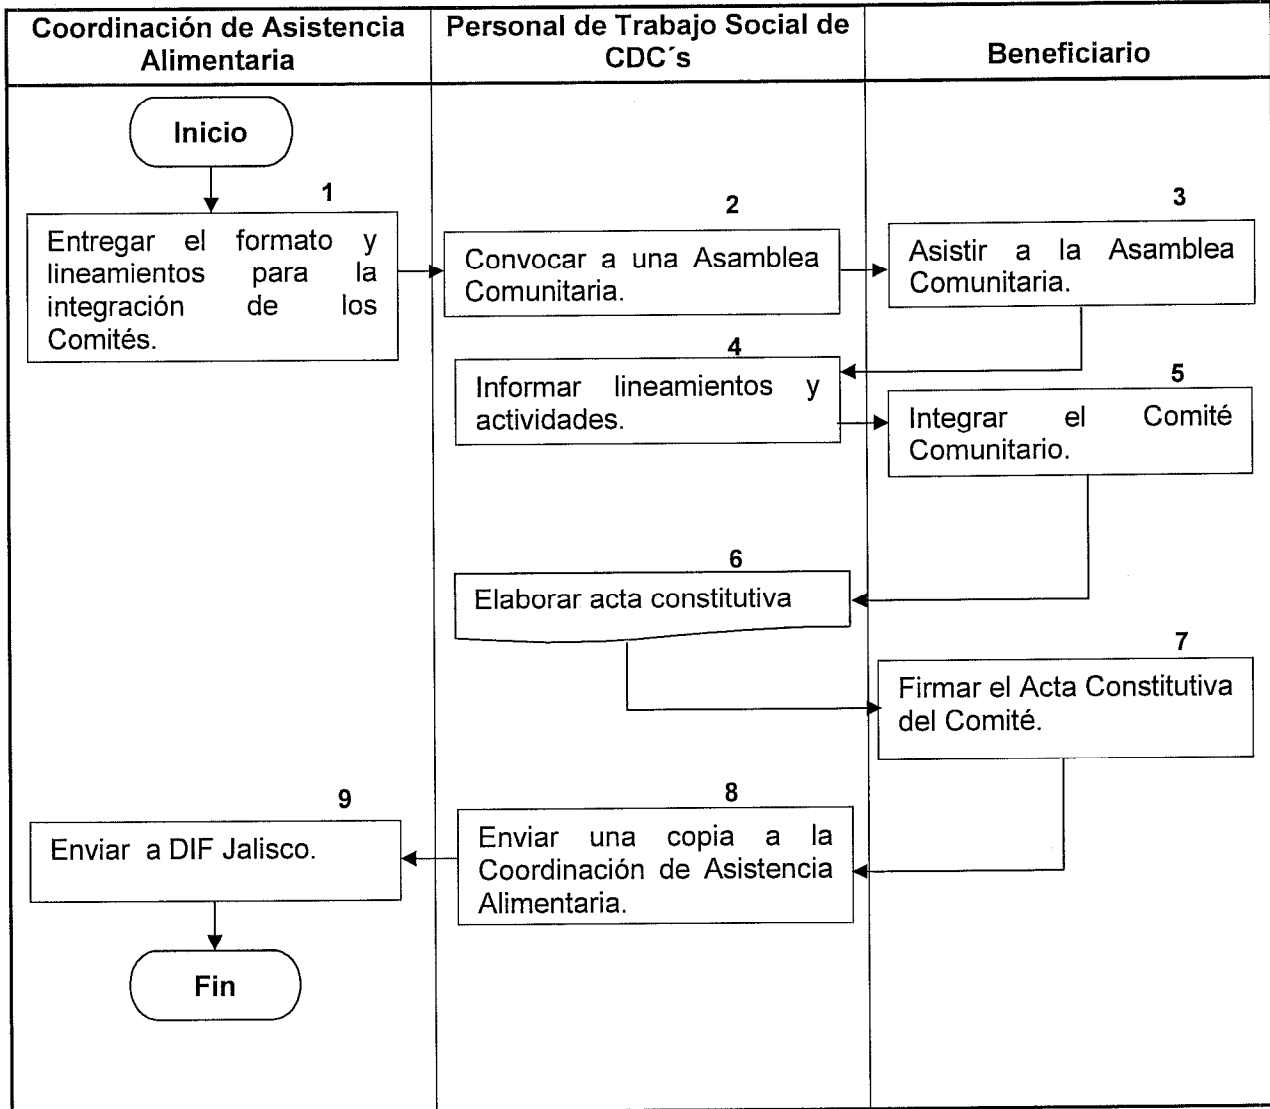 Coordinación de Asistencia
Alimentaria
Personal de Trabajo Social de
CDC´s
Beneficiario
Inicio
1
Entregar el formato y
lineamientos para la
integración de los
Comités.
2
Convocar a una Asamblea
Comunitaria.
3
Asistir a la Asamblea
Comunitaria.
4
Informar lineamientos y
actividades.
5
Integrar el Comité
Comunitario.
6
Elaborar acta constitutiva
7
Firmar el Acta Constitutiva
del Comité.
8
Enviar una copia a la
Coordinación de Asistencia
Alimentaria.
9
Enviar a DIF Jalisco.
Fin